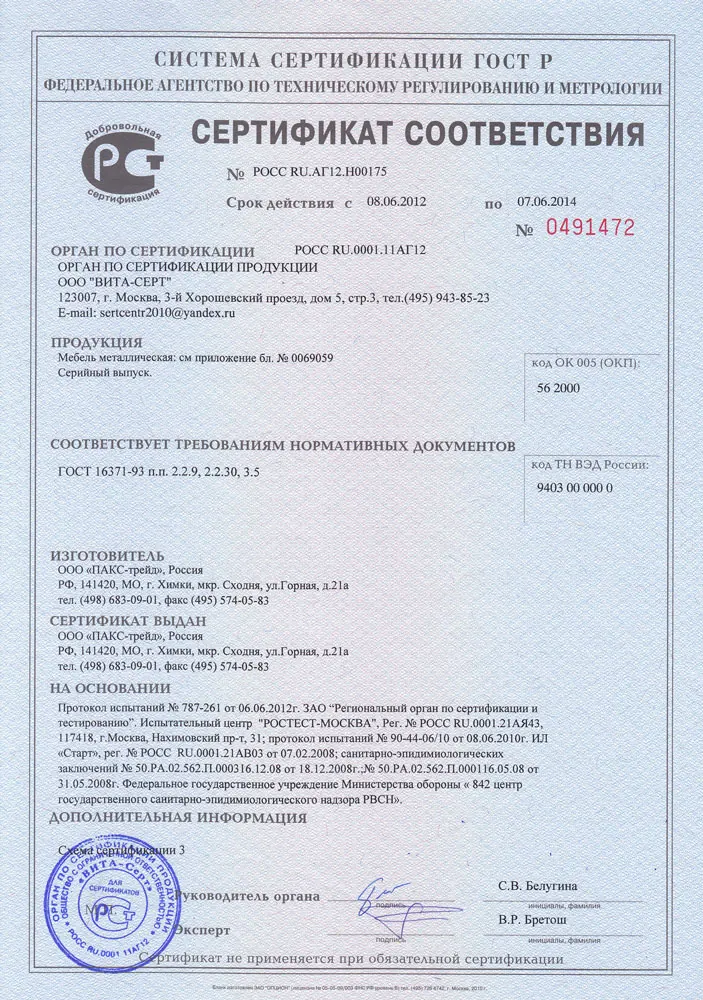 СИСТЕМА СЕРТИФИКАЦИИ ГОСТ Р
ФЕДЕРАЛЬНОЕ АГЕНТСТВО ПО ТЕХНИЧЕСКОМУ РЕГУЛИРОВАНИЮ И МЕТРОЛОГИИ
Добровольная
РСТ
сертификация
СЕРТИФИКАТ СООТВЕТСТВИЯ
№ РОСС RU.АГ12.Н00175
Срок действия с 08.06.2012 по 07.06.2014
№ 0491472
ОРГАН ПО СЕРТИФИКАЦИИ РОСС RU.0001.11АГ12
ОРГАН ПО СЕРТИФИКАЦИИ ПРОДУКЦИИ
ООО "ВИТА-СЕРТ"
123007, г. Москва, 3-й Хорошевский проезд, дом 5, стр.3, тел.(495) 943-85-23
E-mail: sertcentr2010@yandex.ru
ПРОДУКЦИЯ
Мебель металлическая: см приложение бл. № 0069059
Серийный выпуск.
код ОК 005 (ОКП):
56 2000
СООТВЕТСТВУЕТ ТРЕБОВАНИЯМ НОРМАТИВНЫХ ДОКУМЕНТОВ
ГОСТ 16371-93 п.п. 2.2.9, 2.2.30, 3.5
код ТН ВЭД России:
9403 00 000 0
ИЗГОТОВИТЕЛЬ
ООО «ПАКС-трейд», Россия
РФ, 141420, МО, г. Химки, мкр. Сходня, ул.Горная, д.21а
тел. (498) 683-09-01, факс (495) 574-05-83
СЕРТИФИКАТ ВЫДАН
ООО «ПАКС-трейд», Россия
РФ, 141420, МО, г. Химки, мкр. Сходня, ул.Горная, д.21а
тел. (498) 683-09-01, факс (495) 574-05-83
НА ОСНОВАНИИ
Протокол испытаний № 787-261 от 06.06.2012г. ЗАО “Региональный орган по сертификации и
тестированию”. Испытательный центр "РОСТЕСТ-МОСКВА", Рег. № РОСС RU.0001.21АЯ43,
117418, г.Москва, Нахимовский пр-т, 31; протокол испытаний № 90-44-06/10 от 08.06.2010г. ИЛ
«Старт», рег. № РОСС RU.0001.21АВ03 от 07.02.2008; санитарно-эпидимиологических
заключений № 50.РА.02.562.П.000316.12.08 от 18.12.2008г.;№ 50.РА.02.562.П.000116.05.08 от
31.05.2008г. Федеральное государственное учреждение Министерства обороны « 842 центр
государственного санитарно-эпидимиологического надзора РВСН».
ДОПОЛНИТЕЛЬНАЯ ИНФОРМАЦИЯ
Схема сертификации 3
ОРГАН ПО СЕРТИФИКАЦИИ ПРОДУКЦИИ
ОБЩЕСТВО С ОГРАНИЧЕННОЙ ОТВЕТСТВЕННОСТЬЮ
«ВИТА-Серт»
ДЛЯ
СЕРТИФИКАТОВ
РОСС RU.0001 11АГ12
М.П.
Руководитель органа
подпись
С.В. Белугина
инициалы, фамилия
Эксперт
подпись
В.Р. Бретош
инициалы, фамилия
Сертификат не применяется при обязательной сертификации